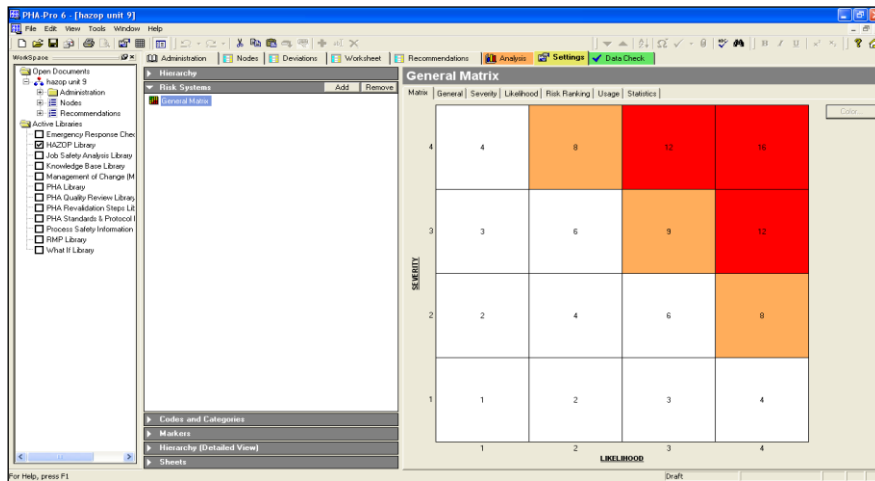 PHA-Pro 6 - [hazop unit 9]
File Edit View Tools Window Help
WorkSpace
Administration Nodes Deviations Worksheet Recommendations Analysis Settings Data Check
Open Documents
hazop unit 9
Administration
Nodes
Recommendations
Active Libraries
Emergency Response Chec
HAZOP Library
Job Safety Analysis Library
Knowledge Base Library
Management of Change (M
PHA Library
PHA Quality Review Library
PHA Revalidation Steps Lib
PHA Standards & Protocol
Process Safety Information
RMP Library
What If Library
Hierarchy
Risk Systems Add Remove
General Matrix
Codes and Categories
Markers
Hierarchy (Detailed View)
Sheets
General Matrix
Matrix General Severity Likelihood Risk Ranking Usage Statistics
Color...
SEVERITY
4 4 8 12 16
3 3 6 9 12
2 2 4 6 8
1 1 2 3 4
1 2 3 4
LIKELIHOOD
For Help, press F1
Draft